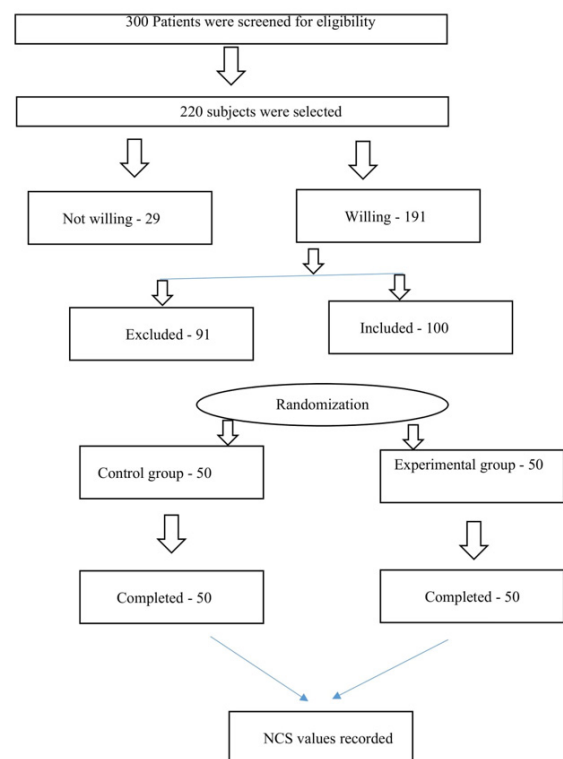 300 Patients were screened for eligibility
220 subjects were selected
Not willing - 29
Willing - 191
Excluded - 91
Included - 100
Randomization
Control group - 50
Experimental group - 50
Completed - 50
Completed - 50
NCS values recorded